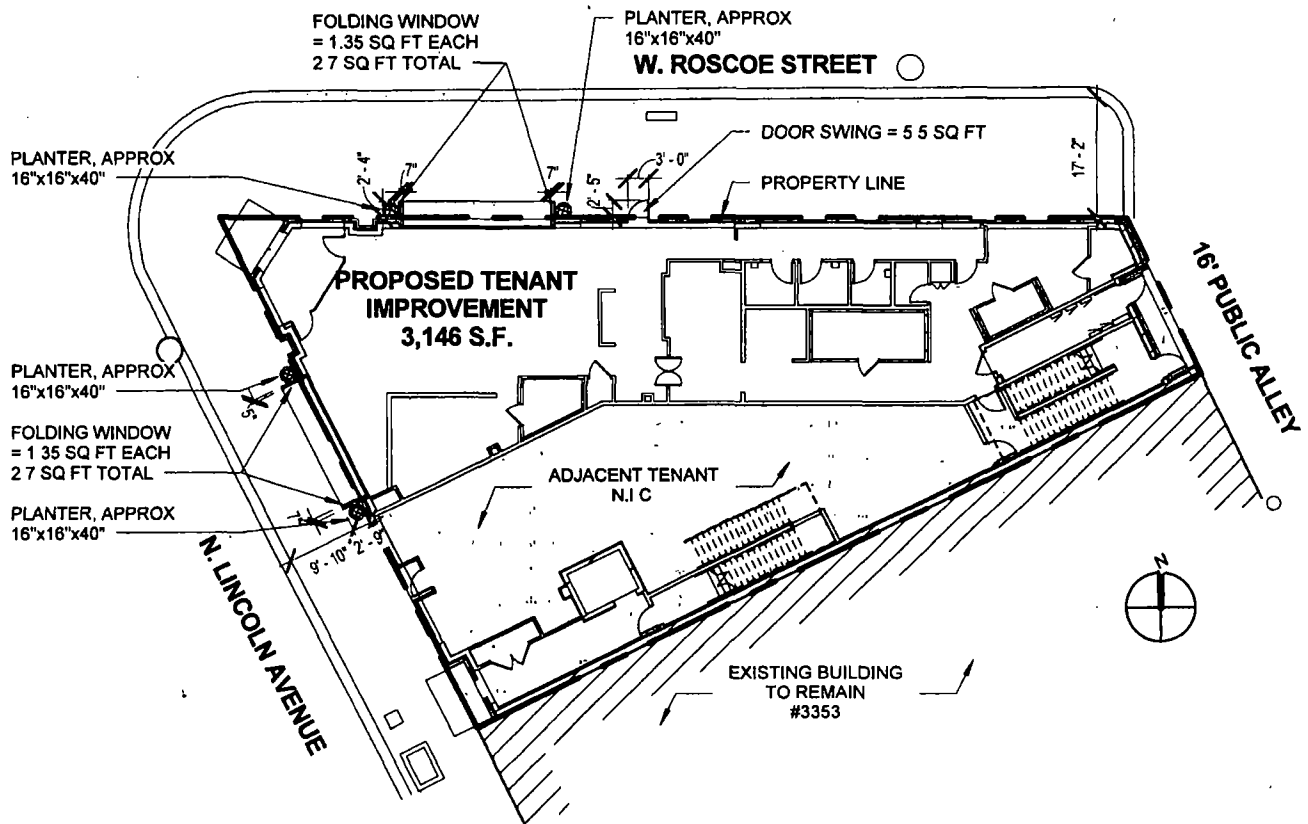 FOLDING WINDOW
= 1.35 SQ FT EACH
2 7 SQ FT TOTAL
PLANTER, APPROX
16"x16"x40"
W. ROSCOE STREET
DOOR SWING = 5 5 SQ FT
PLANTER, APPROX
16"x16"x40"
2'-4"
7"
7"
2'-5"
3'-0"
PROPERTY LINE
17'-2"
PROPOSED TENANT
IMPROVEMENT
3,146 S.F.
16' PUBLIC ALLEY
PLANTER, APPROX
16"x16"x40"
5"
FOLDING WINDOW
= 1 35 SQ FT EACH
2 7 SQ FT TOTAL
PLANTER, APPROX
16"x16"x40"
9'-10"
2'-9"
ADJACENT TENANT
N.I C
N. LINCOLN AVENUE
EXISTING BUILDING
TO REMAIN
#3353
N